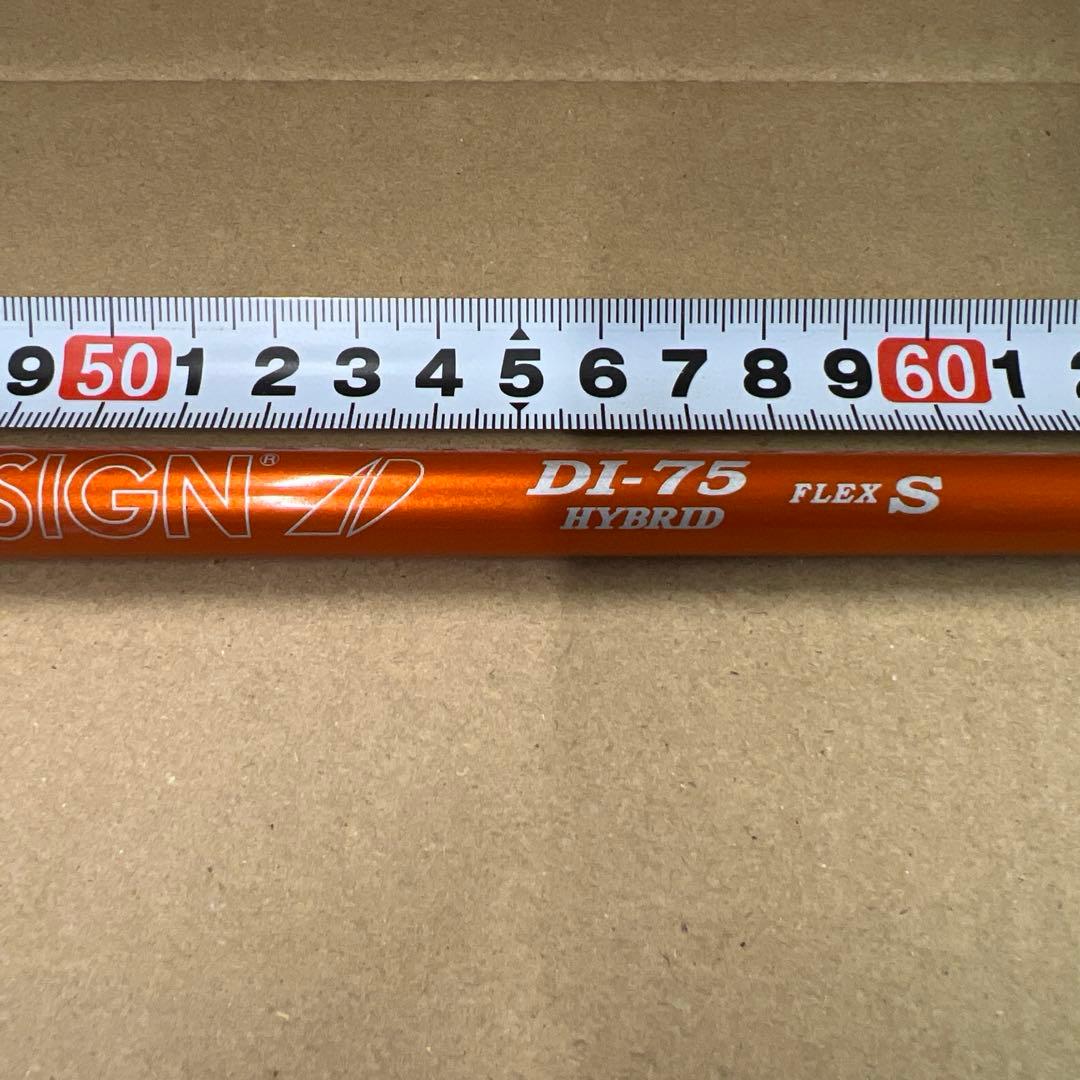 9 50 1 2 3 4 5 6 7 8 9 60 1
SIGN® DI-75 FLEX S
HYBRID